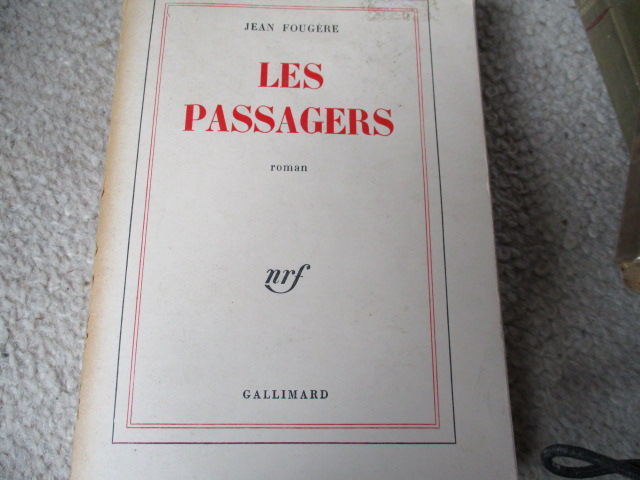 JEAN FOUGÈRE
LES
PASSAGERS
roman
nrf
GALLIMARD